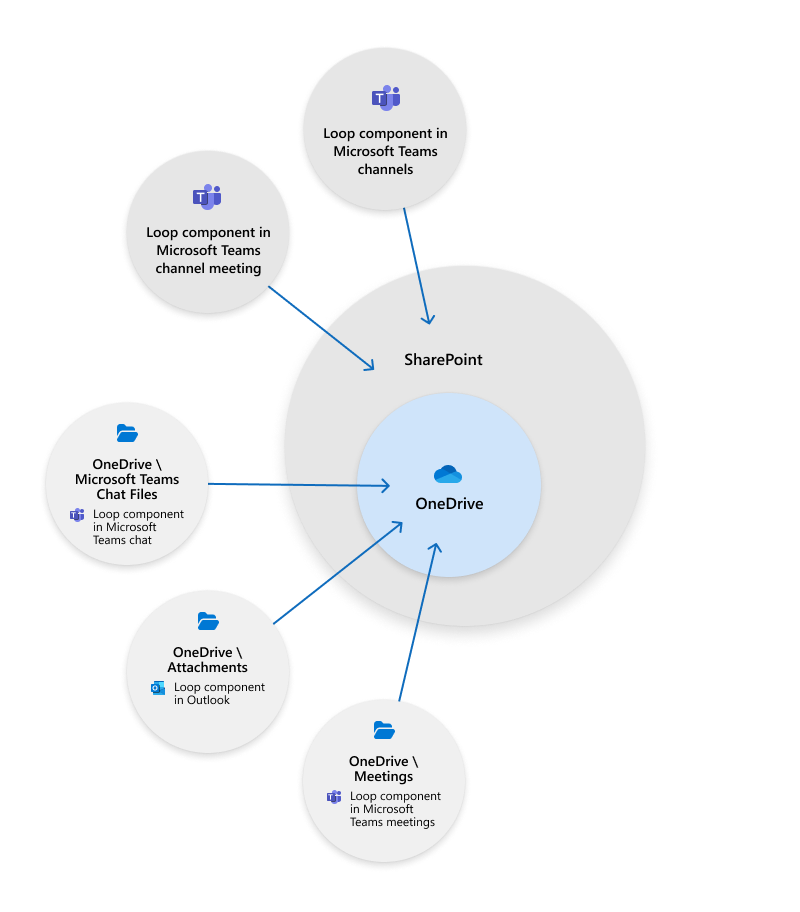 Loop component in
Microsoft Teams
channels
Loop component in
Microsoft Teams
channel meeting
SharePoint
OneDrive
OneDrive \
Microsoft Teams
Chat Files
Loop component
in Microsoft
Teams chat
OneDrive \
Attachments
Loop component
in Outlook
OneDrive \
Meetings
Loop component
in Microsoft
Teams meetings